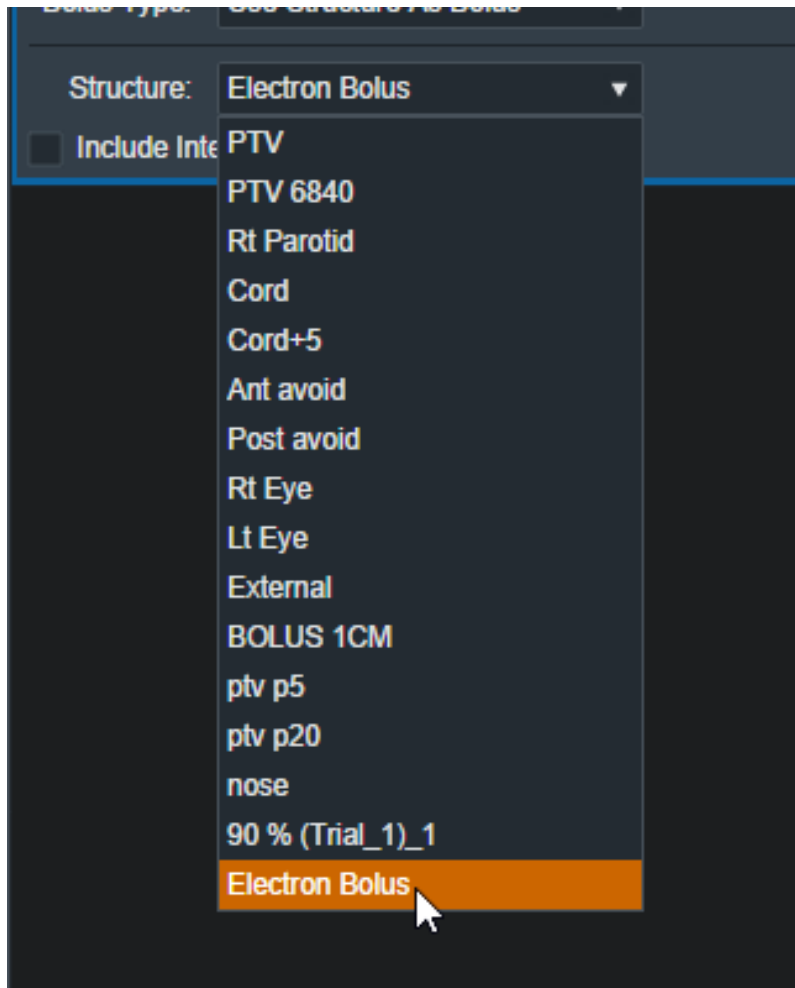 Structure: Electron Bolus
Include Inte
PTV
PTV 6840
Rt Parotid
Cord
Cord+5
Ant avoid
Post avoid
Rt Eye
Lt Eye
External
BOLUS 1CM
ptv p5
ptv p20
nose
90 % (Trial_1)_1
Electron Bolus